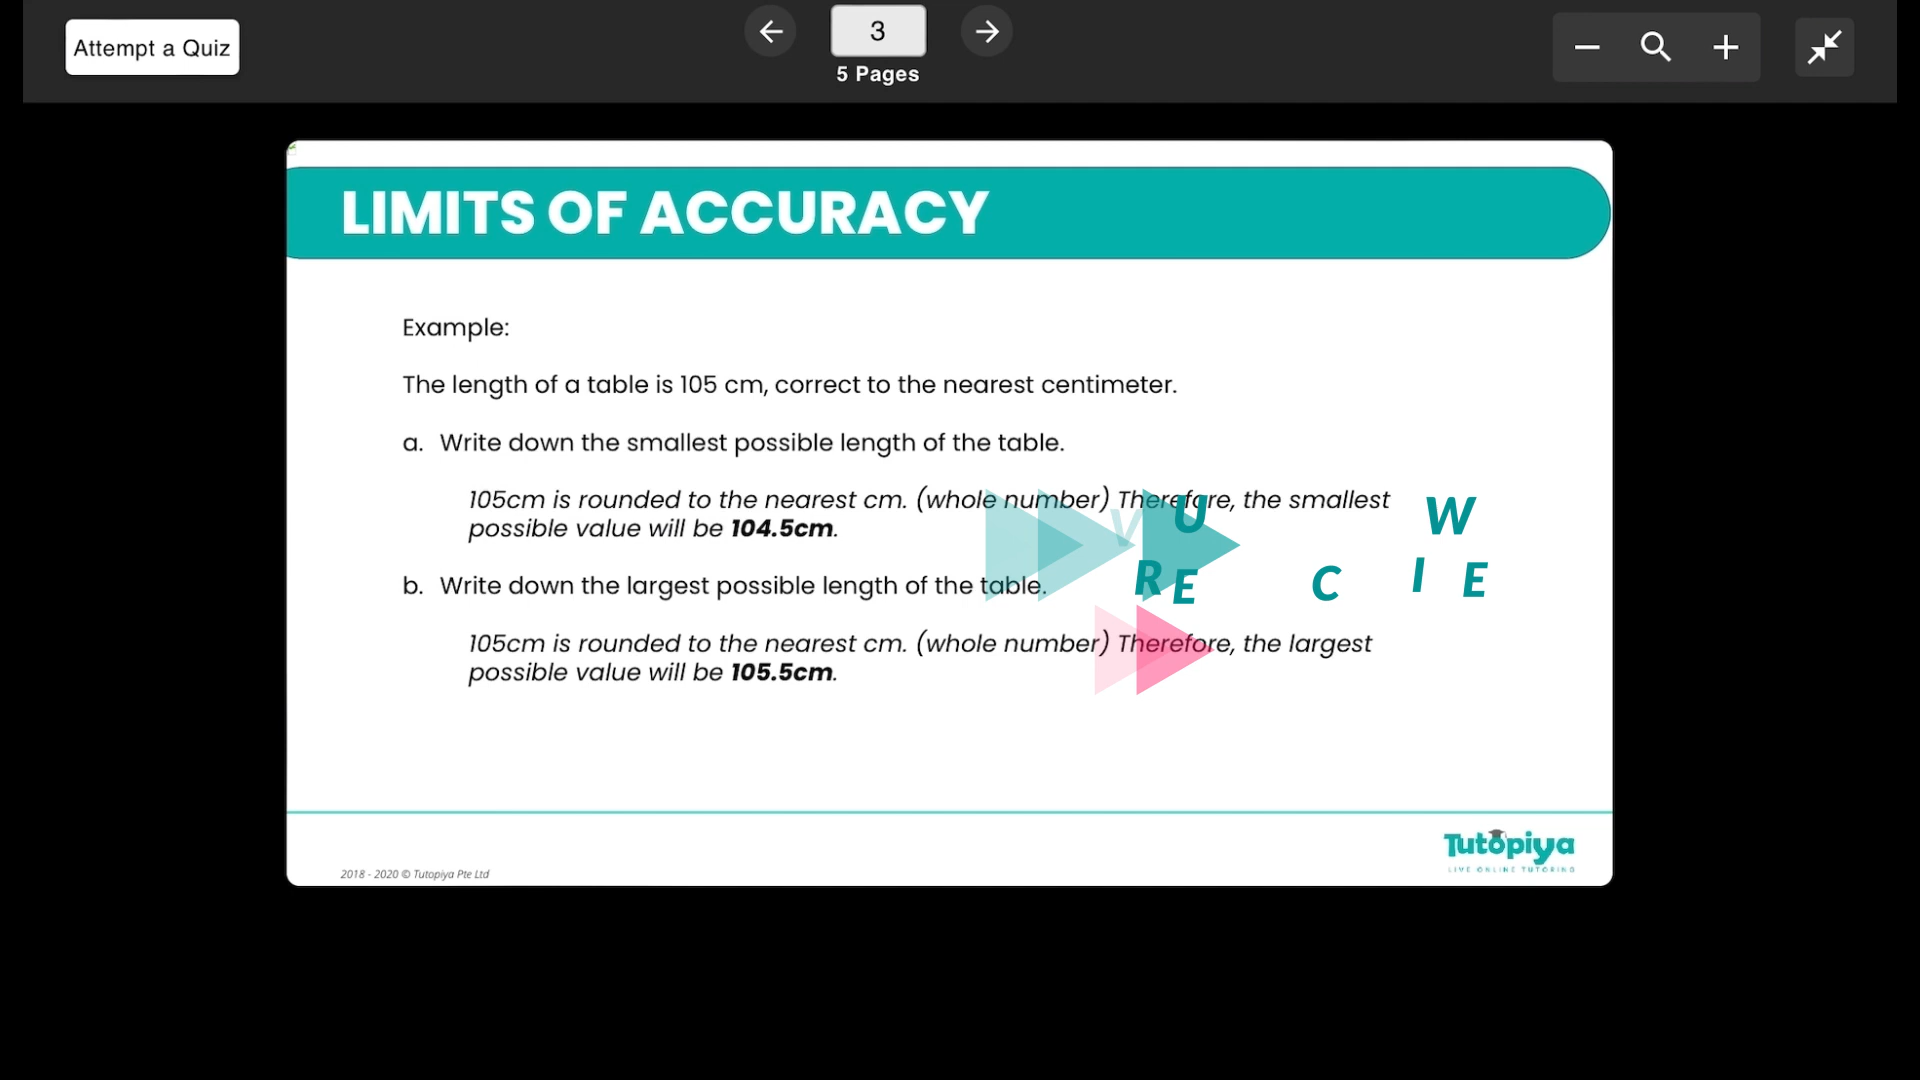 Attempt a Quiz
3
5 Pages
LIMITS OF ACCURACY
Example:
The length of a table is 105 cm, correct to the nearest centimeter.
a. Write down the smallest possible length of the table.
105cm is rounded to the nearest cm. (whole number) Therefore, the smallest
possible value will be 104.5cm.
V U W
b. Write down the largest possible length of the table.
R E C I E
105cm is rounded to the nearest cm. (whole number) Therefore, the largest
possible value will be 105.5cm.
Tutopiya
LIVE ONLINE TUTORING
2018 - 2020 © Tutopiya Pte Ltd